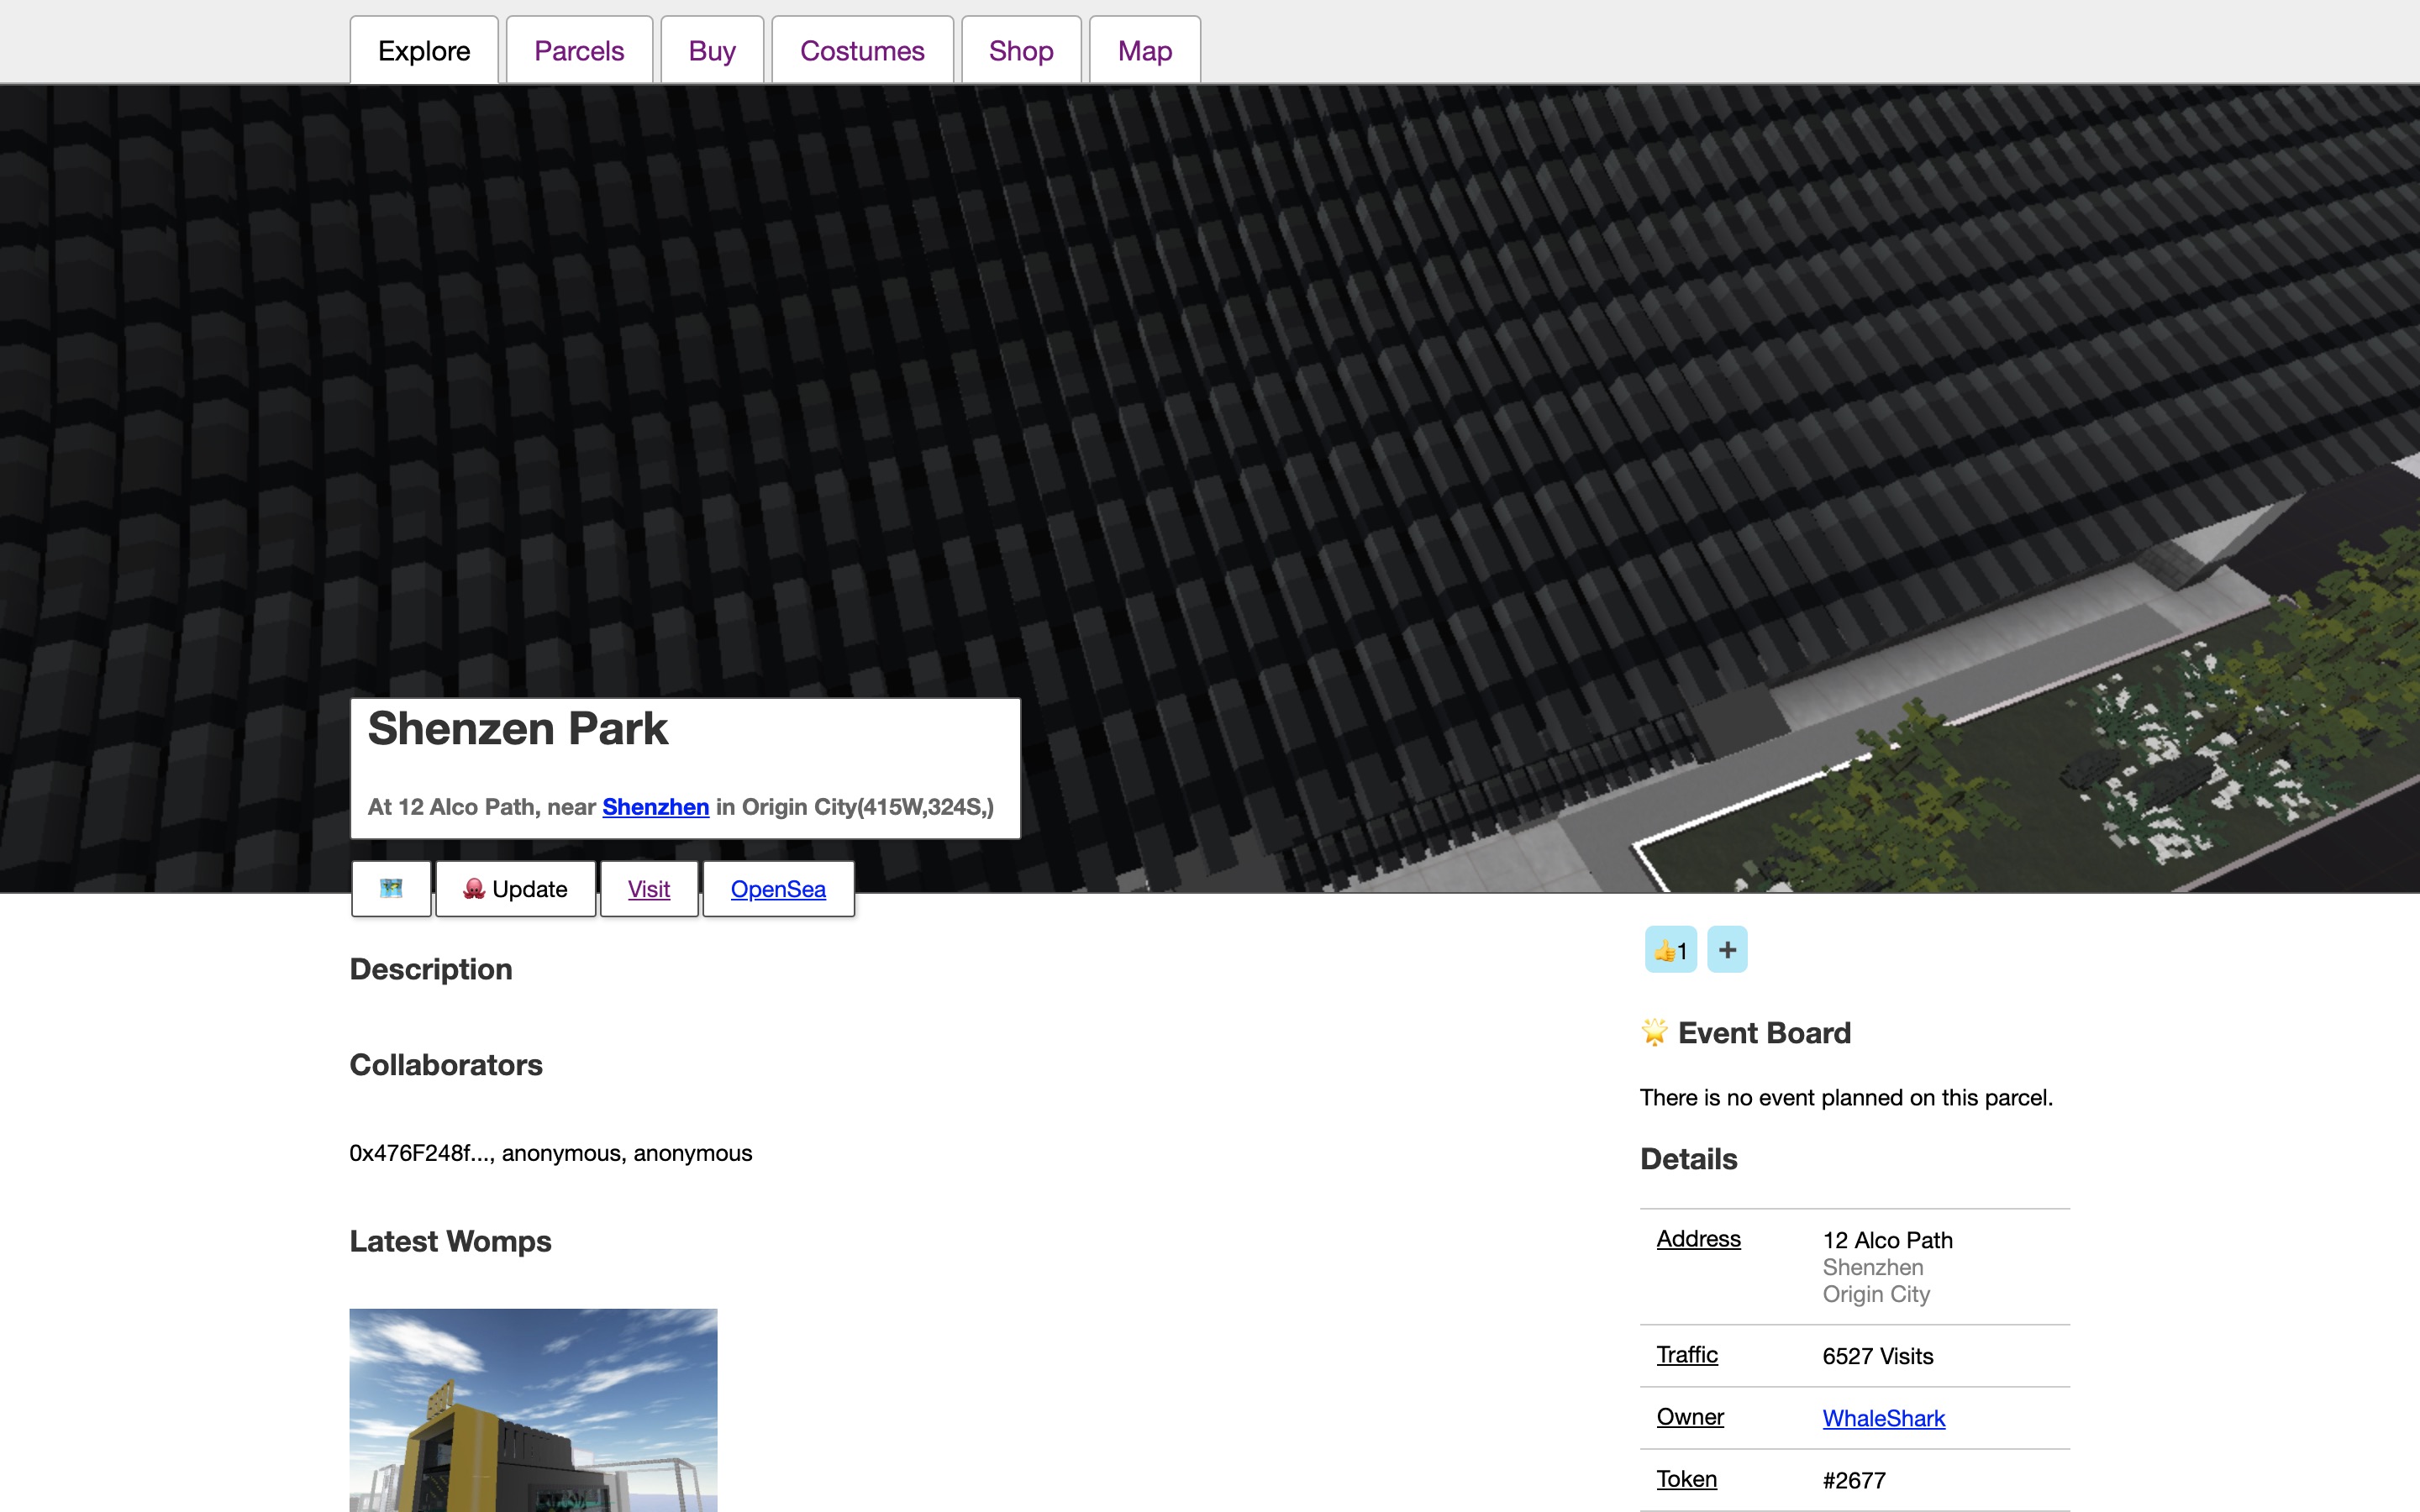 Explore
Parcels
Buy
Costumes
Shop
Map
Shenzen Park
At 12 Alco Path, near Shenzhen in Origin City(415W,324S,)
Update
Visit
OpenSea
Description
Collaborators
0x476F248f..., anonymous, anonymous
Latest Womps
1
+
Event Board
There is no event planned on this parcel.
Details
Address
12 Alco Path
Shenzhen
Origin City
Traffic
6527 Visits
Owner
WhaleShark
Token
#2677